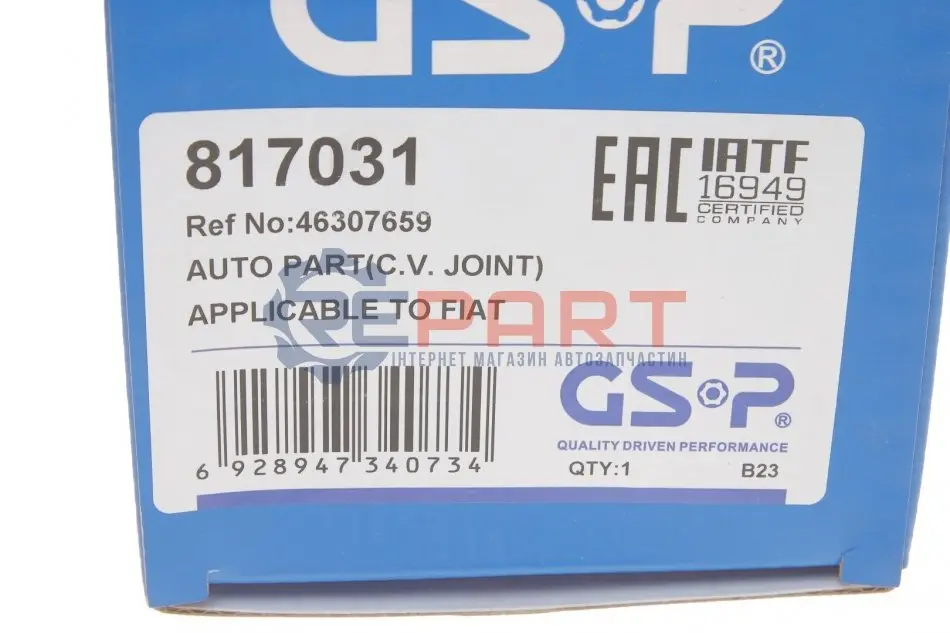 GSP®
817031
EAC
IATF
16949
CERTIFIED
COMPANY
Ref No:46307659
AUTO PART(C.V. JOINT)
APPLICABLE TO FIAT
REPART
ІНТЕРНЕТ МАГАЗИН АВТОЗАПЧАСТИН
6 928947 340734
GSP®
QUALITY DRIVEN PERFORMANCE
QTY:1 B23